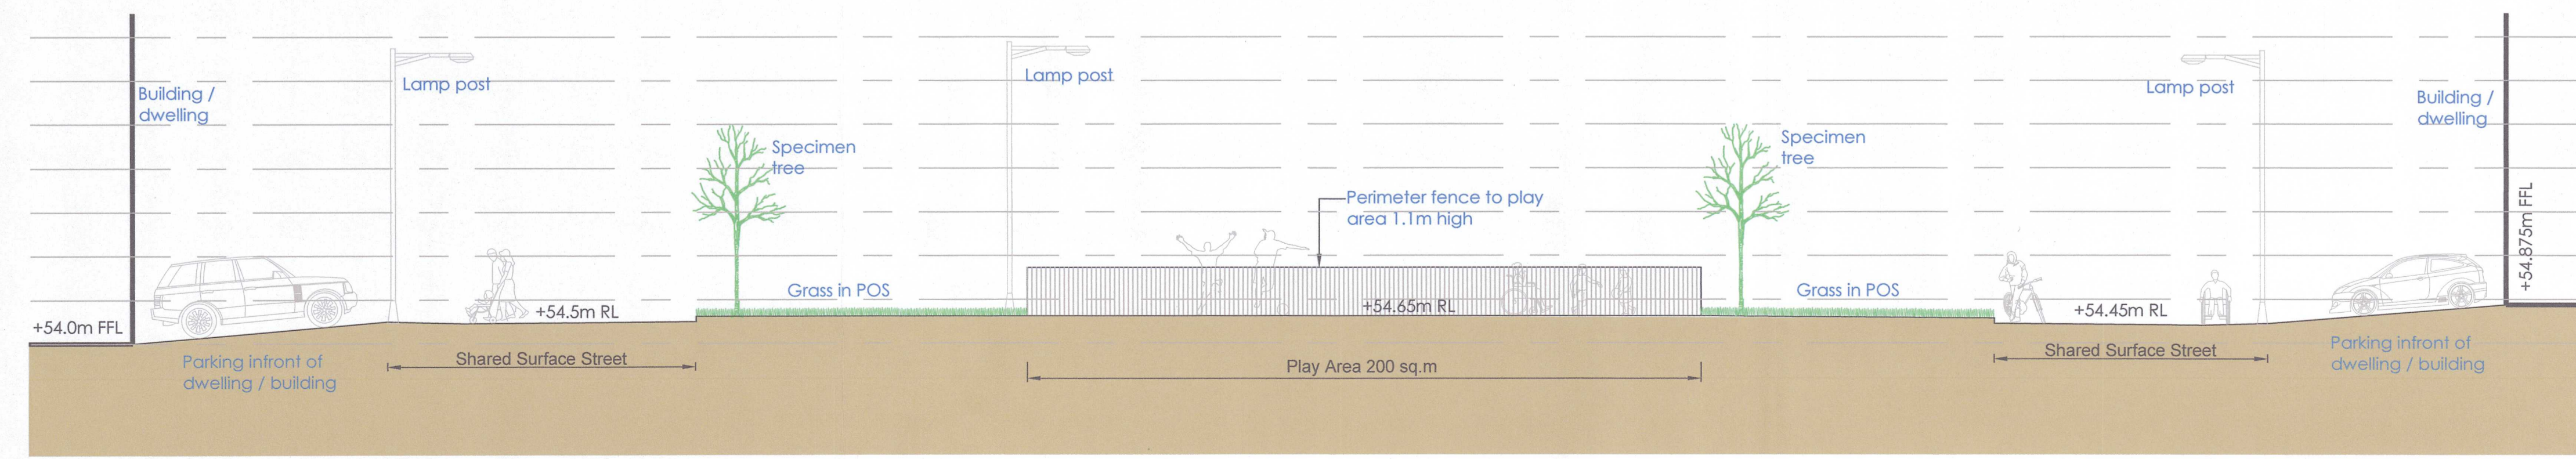 Building /
dwelling
Lamp post
Specimen
tree
Lamp post
Perimeter fence to play
area 1.1m high
Specimen
tree
Lamp post
Building /
dwelling
+54.875m FFL
+54.0m FFL
+54.5m RL
Grass in POS
+54.65m RL
Grass in POS
+54.45m RL
Parking infront of
dwelling / building
Shared Surface Street
Play Area 200 sq.m
Shared Surface Street
Parking infront of
dwelling / building